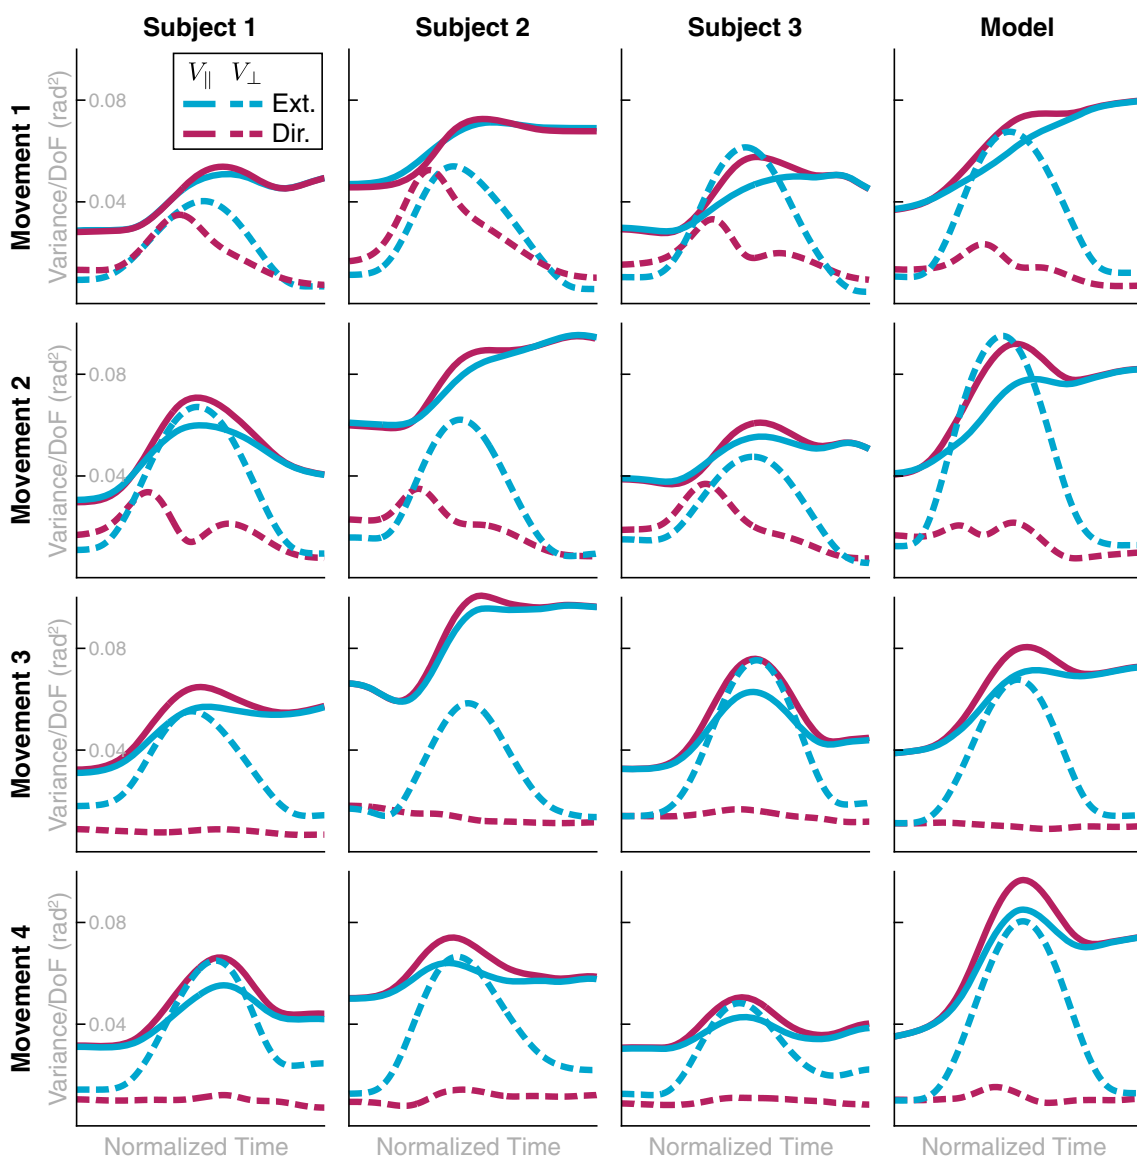 Subject 1 Subject 2 Subject 3 Model
V∥ V⊥
Ext.
Dir.
Movement 1
Variance/DoF (rad²)
0.08
0.04
Movement 2
Variance/DoF (rad²)
0.08
0.04
Movement 3
Variance/DoF (rad²)
0.08
0.04
Movement 4
Variance/DoF (rad²)
0.08
0.04
Normalized Time Normalized Time Normalized Time Normalized Time